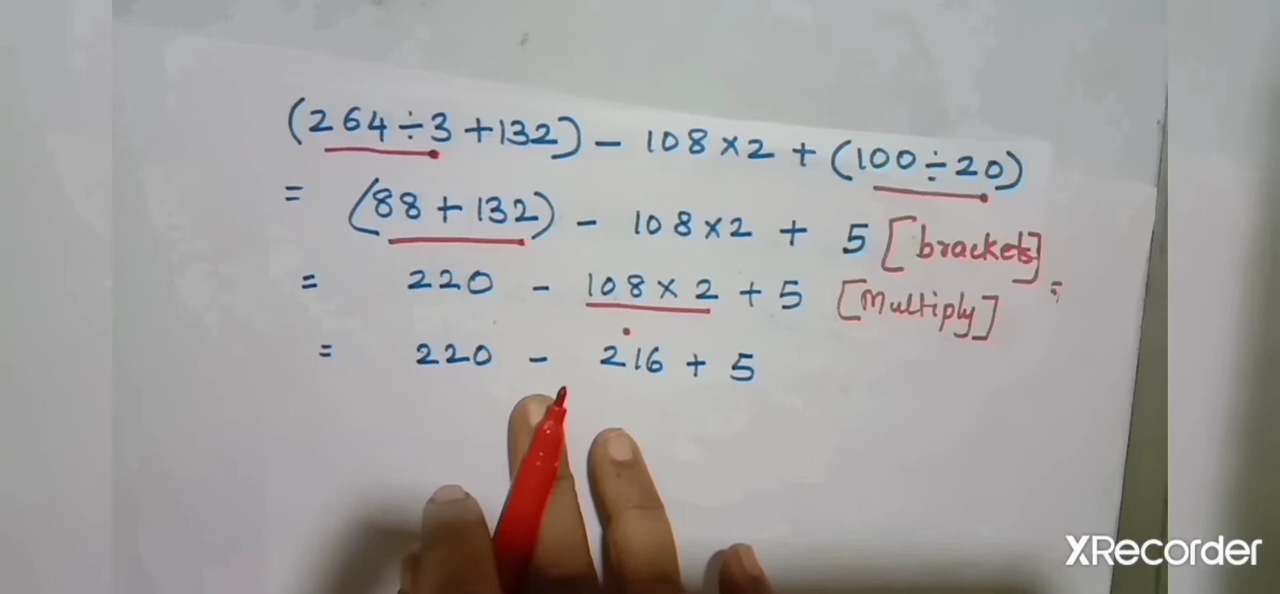 (264÷3+132) - 108×2 + (100÷20)
= (88 + 132) - 108×2 + 5 [brackets]
= 220 - 108×2 + 5 [Multiply]
= 220 - 216 + 5
XRecorder